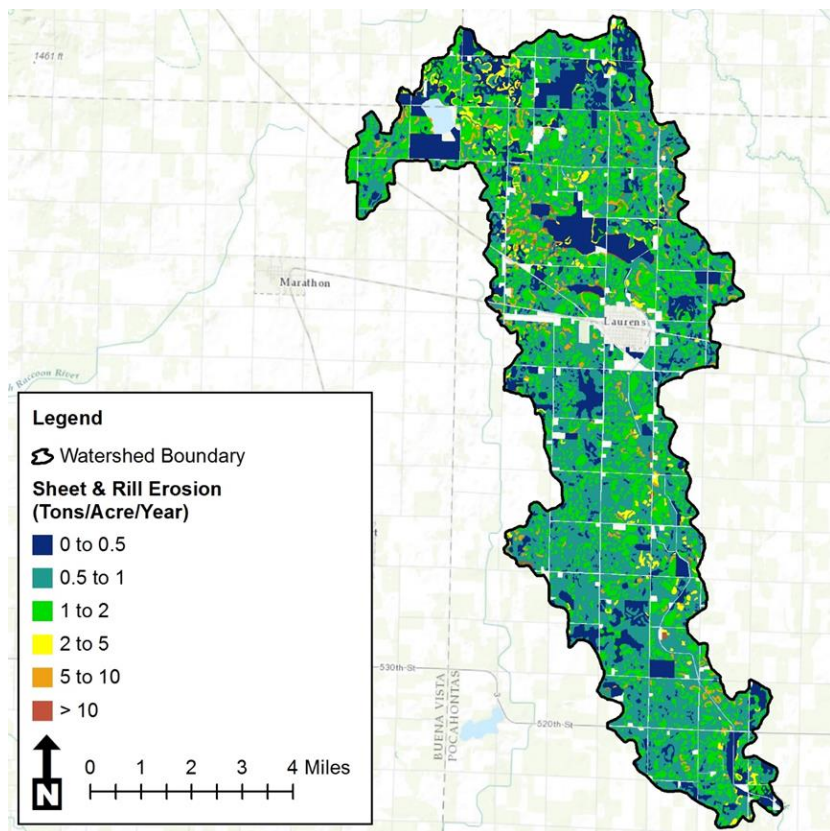 1461 ft
Marathon
Laurens
Raccoon River
Legend
Watershed Boundary
Sheet & Rill Erosion
(Tons/Acre/Year)
0 to 0.5
0.5 to 1
1 to 2
2 to 5
5 to 10
> 10
N
0 1 2 3 4 Miles
530th St
520th St
BUENA VISTA
POCAHONTAS